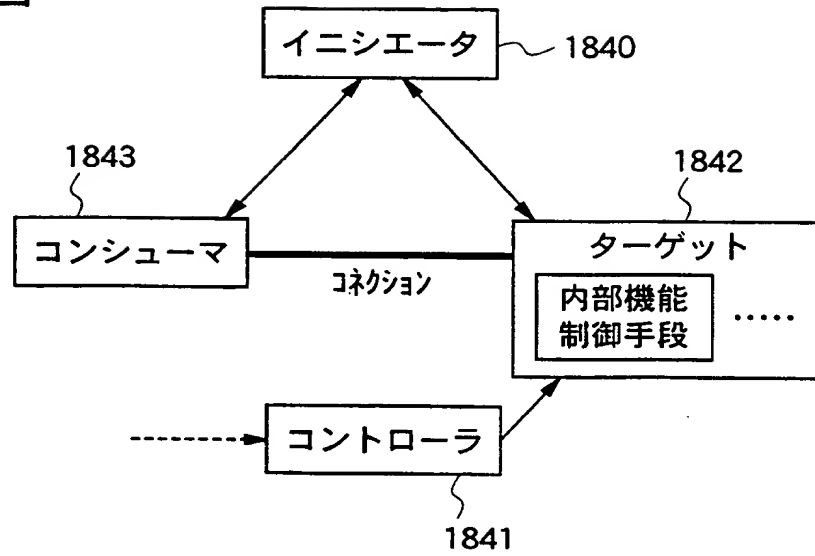 イニシエータ
1840
1843
1842
コンシューマ
ターゲット
コネクション
内部機能
制御手段
.....
コントローラ
1841